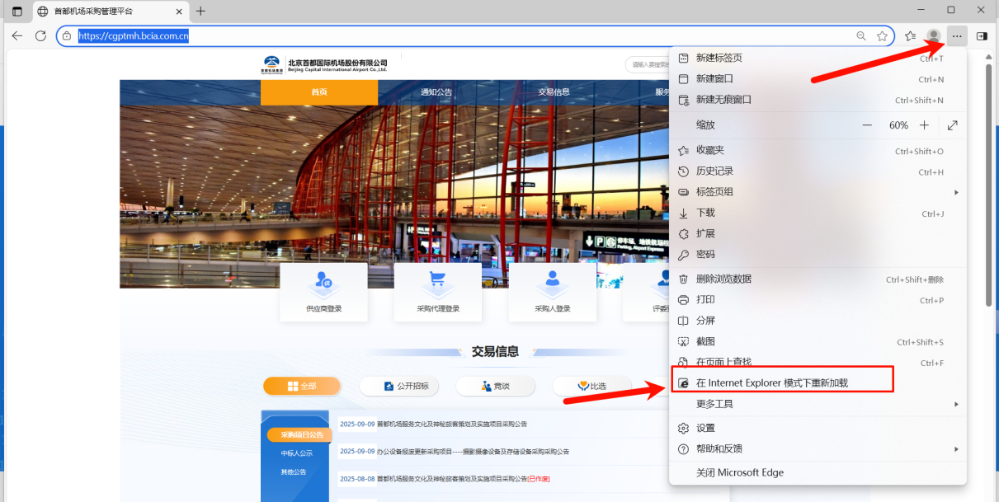 首都机场采购管理平台
https://cgptmh.bcia.com.cn
北京首都国际机场股份有限公司
Beijing Capital International Airport Co.,Ltd.
首页
通知公告
交易信息
服务
停车场、地铁
Parking, Airport Express
供应商登录
采购代理登录
采购人登录
评委
交易信息
全部
公开招标
竞谈
比选
采购项目公告
中标人公示
其他公告
2025-09-09 首都机场服务文化及神秘旅客策划及实施项目采购公告
2025-09-09 办公设备报废更新采购项目----摄影摄像设备及存储设备采购采购公告
2025-08-08 首都机场服务文化及神秘旅客策划及实施项目采购公告[已作废]
新建标签页 Ctrl+T
新建窗口 Ctrl+N
新建无痕窗口 Ctrl+Shift+N
缩放 — 60% +
收藏夹 Ctrl+Shift+O
历史记录 Ctrl+H
标签页组
下载 Ctrl+J
扩展
密码
删除浏览数据 Ctrl+Shift+删除
打印 Ctrl+P
分屏
截图 Ctrl+Shift+S
在页面上查找 Ctrl+F
在 Internet Explorer 模式下重新加载
更多工具
设置
帮助和反馈
关闭 Microsoft Edge